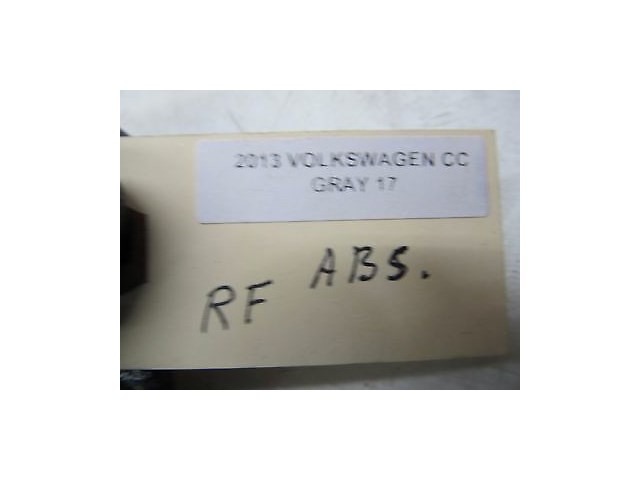 2013 VOLKSWAGEN CC
GRAY 17
RF ABS.